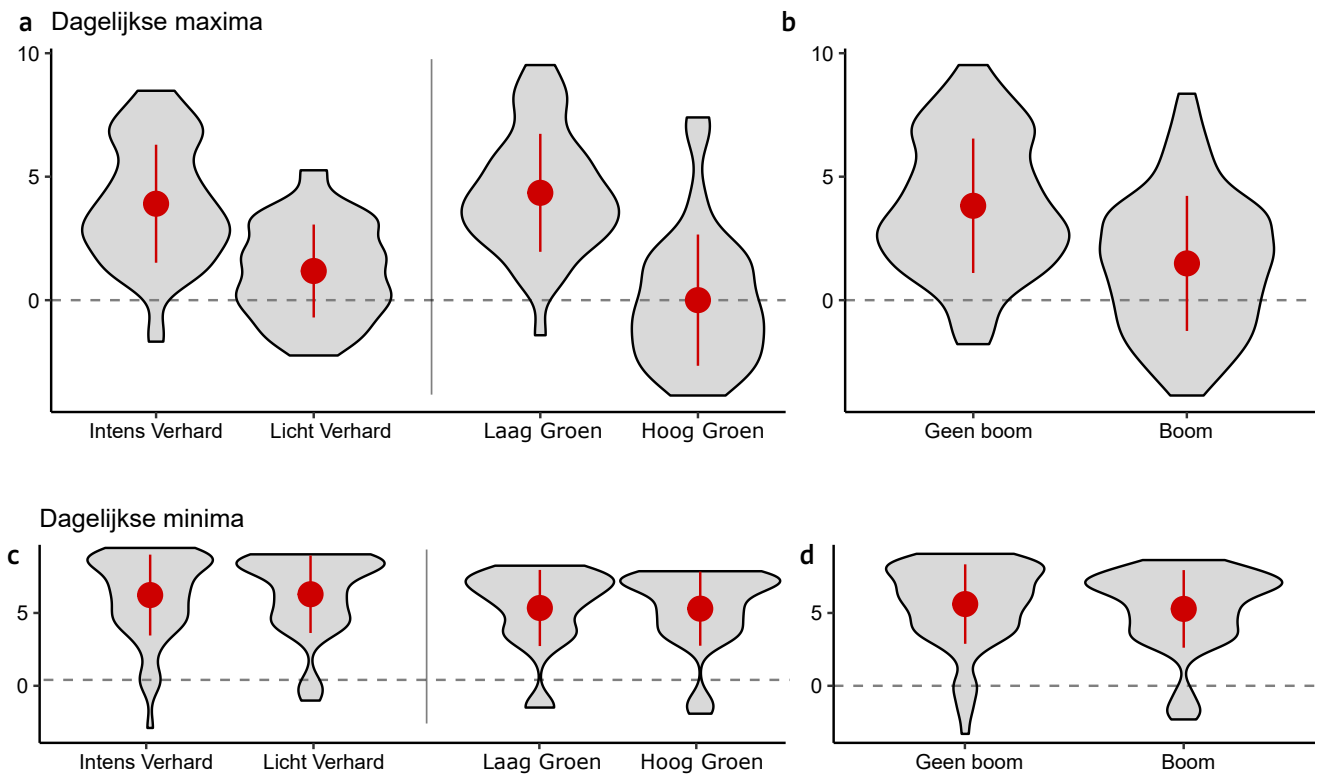 a Dagelijkse maxima
b
10
5
0
Intens Verhard Licht Verhard Laag Groen Hoog Groen
10
5
0
Geen boom Boom
Dagelijkse minima
c
5
0
Intens Verhard Licht Verhard Laag Groen Hoog Groen
d
5
0
Geen boom Boom